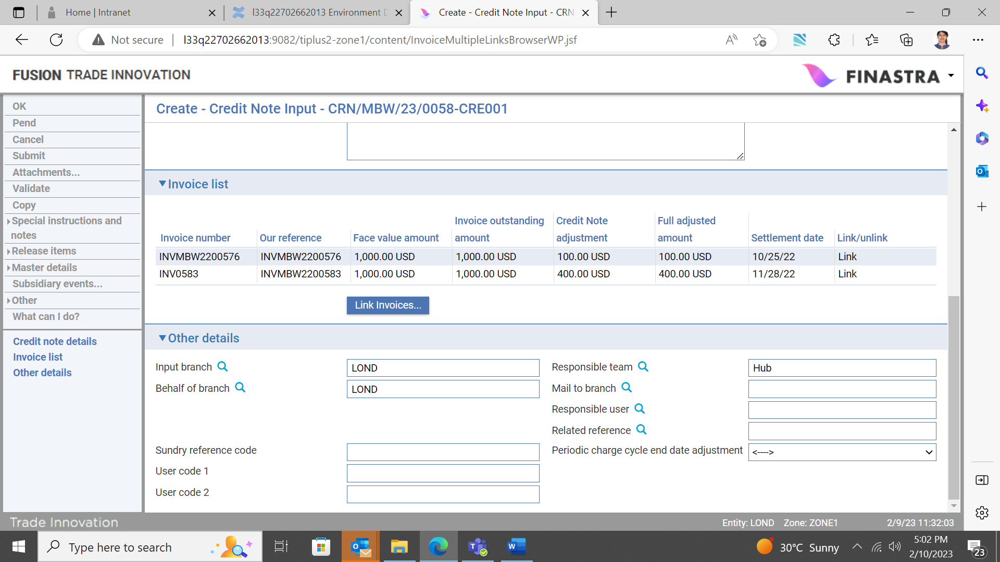 Home | Intranet
l33q22702662013 Environment D
Create - Credit Note Input - CRN
Not secure
l33q22702662013:9082/tiplus2-zone1/content/InvoiceMultipleLinksBrowserWP.jsf
FUSION TRADE INNOVATION
FINASTRA
OK
Pend
Cancel
Submit
Attachments...
Validate
Copy
Special instructions and
notes
Release items
Master details
Subsidiary events...
Other
What can I do?
Credit note details
Invoice list
Other details
Create - Credit Note Input - CRN/MBW/23/0058-CRE001
Invoice list
Invoice number Our reference Face value amount Invoice outstanding amount Credit Note adjustment Full adjusted amount Settlement date Link/unlink
INVMBW2200576 INVMBW2200576 1,000.00 USD 1,000.00 USD 100.00 USD 100.00 USD 10/25/22 Link
INV0583 INVMBW2200583 1,000.00 USD 1,000.00 USD 400.00 USD 400.00 USD 11/28/22 Link
Link Invoices...
Other details
Input branch LOND Responsible team Hub
Behalf of branch LOND Mail to branch
Responsible user
Related reference
Sundry reference code Periodic charge cycle end date adjustment <---->
User code 1
User code 2
Trade Innovation Entity: LOND Zone: ZONE1 2/9/23 11:32:03
Type here to search
30°C Sunny
5:02 PM
2/10/2023
23